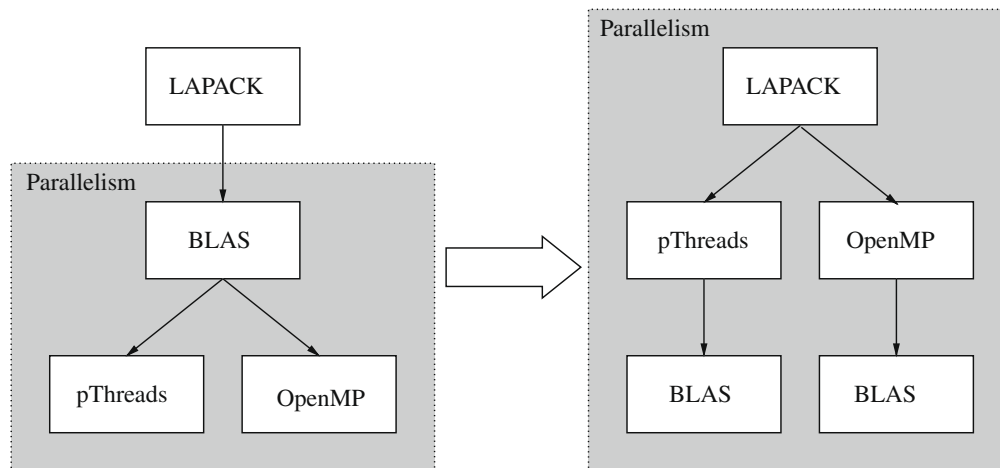 LAPACK
Parallelism
BLAS
pThreads
OpenMP
Parallelism
LAPACK
pThreads
OpenMP
BLAS
BLAS